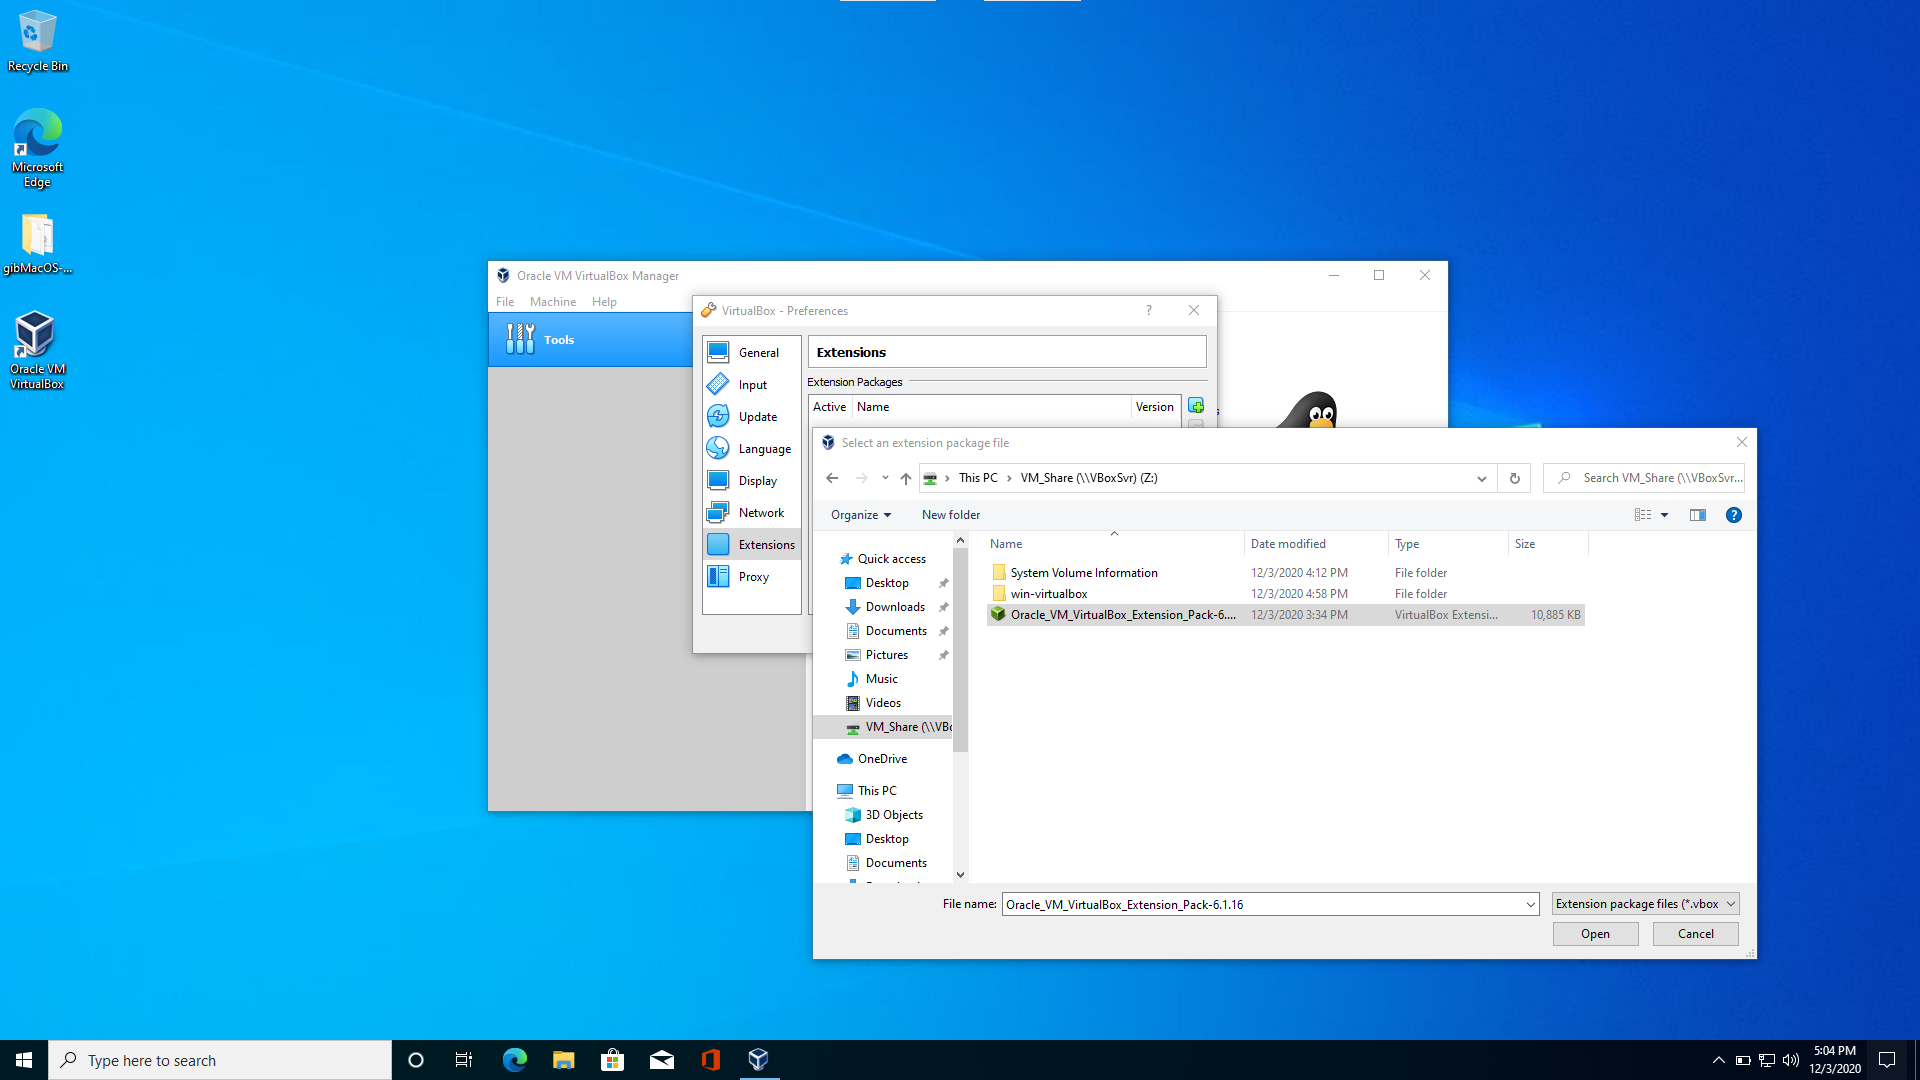 Recycle Bin
Microsoft
Edge
gibMacOS-...
Oracle VM
VirtualBox
Oracle VM VirtualBox Manager
File Machine Help
Tools
VirtualBox - Preferences
?
General
Input
Update
Language
Display
Network
Extensions
Proxy
Extensions
Extension Packages
Active Name Version
Select an extension package file
This PC VM_Share (\\VBoxSvr) (Z:)
Search VM_Share (\\VBoxSvr...
Organize New folder
?
Quick access
Desktop
Downloads
Documents
Pictures
Music
Videos
VM_Share (\\VBo
OneDrive
This PC
3D Objects
Desktop
Documents
Name Date modified Type Size
System Volume Information 12/3/2020 4:12 PM File folder
win-virtualbox 12/3/2020 4:58 PM File folder
Oracle_VM_VirtualBox_Extension_Pack-6.... 12/3/2020 3:34 PM VirtualBox Extensi... 10,885 KB
File name: Oracle_VM_VirtualBox_Extension_Pack-6.1.16 Extension package files (*.vbox
Open Cancel
Type here to search
5:04 PM
12/3/2020